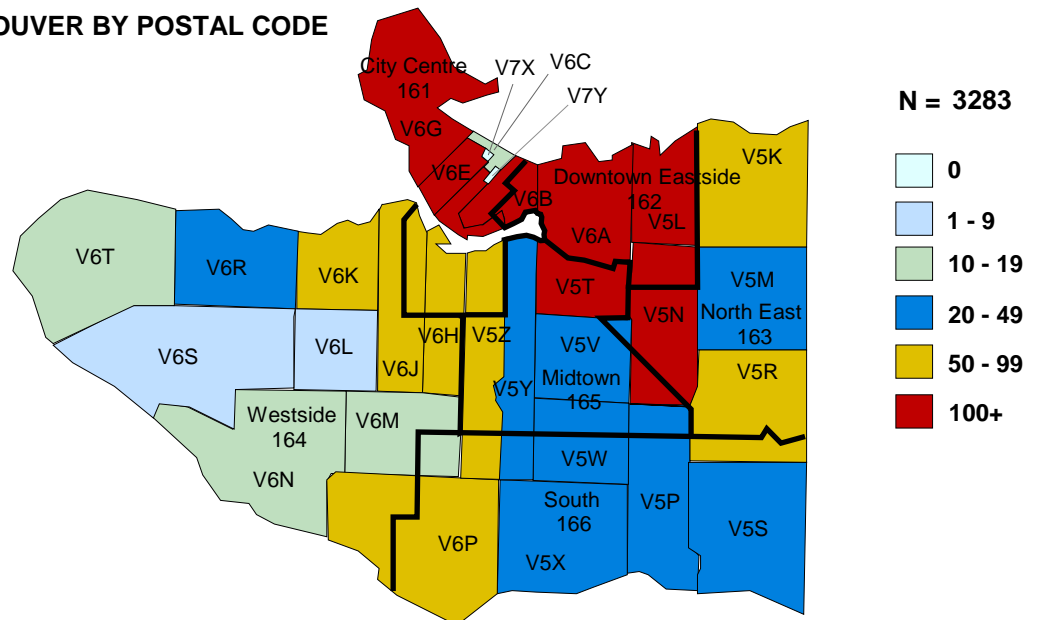 OUVER BY POSTAL CODE
City Centre
161
V7X
V6C
V7Y
V6G
V6E
V6B
Downtown Eastside
162
V5L
V6A
V5K
V6T
V6R
V6K
V5T
V5M
V5N
North East
163
V6S
V6L
V6J
V6H
V5Z
V5Y
V5V
Midtown
165
V5R
Westside
164
V6M
V6N
V5W
South
166
V5P
V5S
V6P
V5X
N = 3283
0
1 - 9
10 - 19
20 - 49
50 - 99
100+